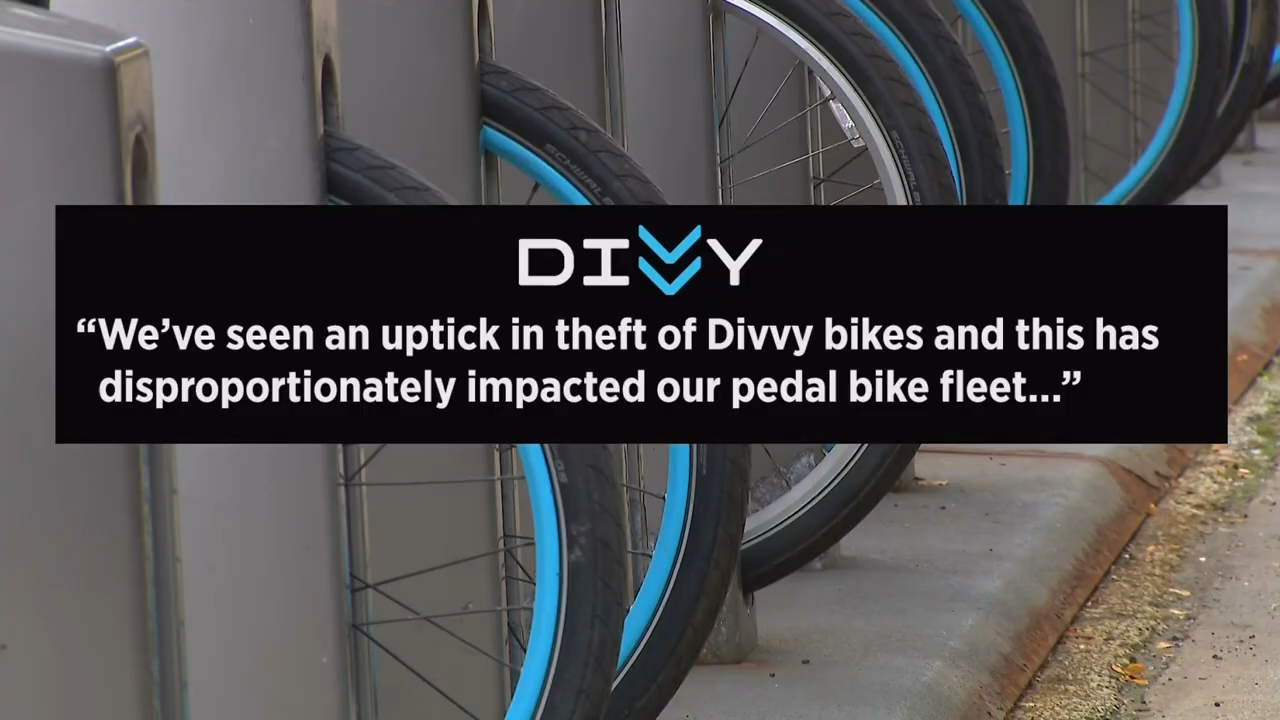 SCHWALBE
DIVVY
“We’ve seen an uptick in theft of Divvy bikes and this has
disproportionately impacted our pedal bike fleet...”